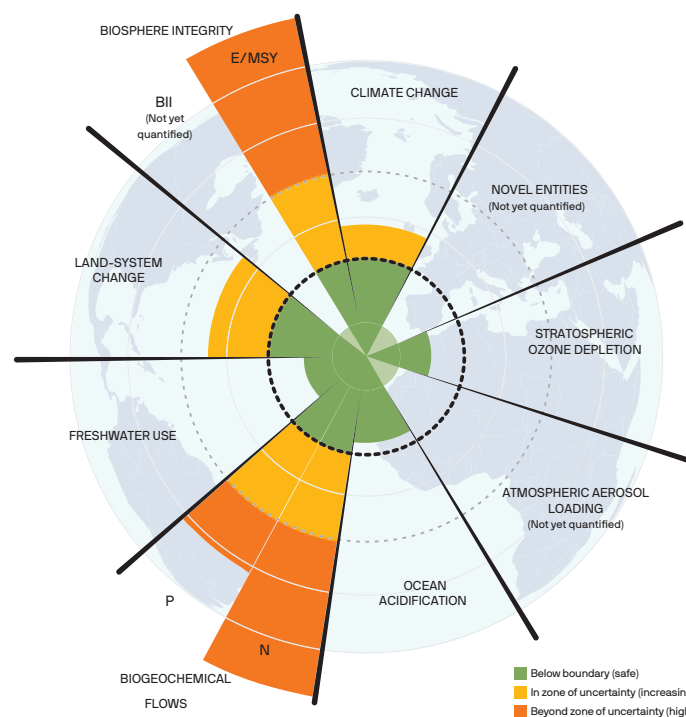 BIOSPHERE INTEGRITY
E/MSY
BII
(Not yet
quantified)
CLIMATE CHANGE
NOVEL ENTITIES
(Not yet quantified)
LAND-SYSTEM
CHANGE
STRATOSPHERIC
OZONE DEPLETION
FRESHWATER USE
ATMOSPHERIC AEROSOL
LOADING
(Not yet quantified)
OCEAN
ACIDIFICATION
P
N
BIOGEOCHEMICAL
FLOWS
Below boundary (safe)
In zone of uncertainty (increasin
Beyond zone of uncertainty (hig